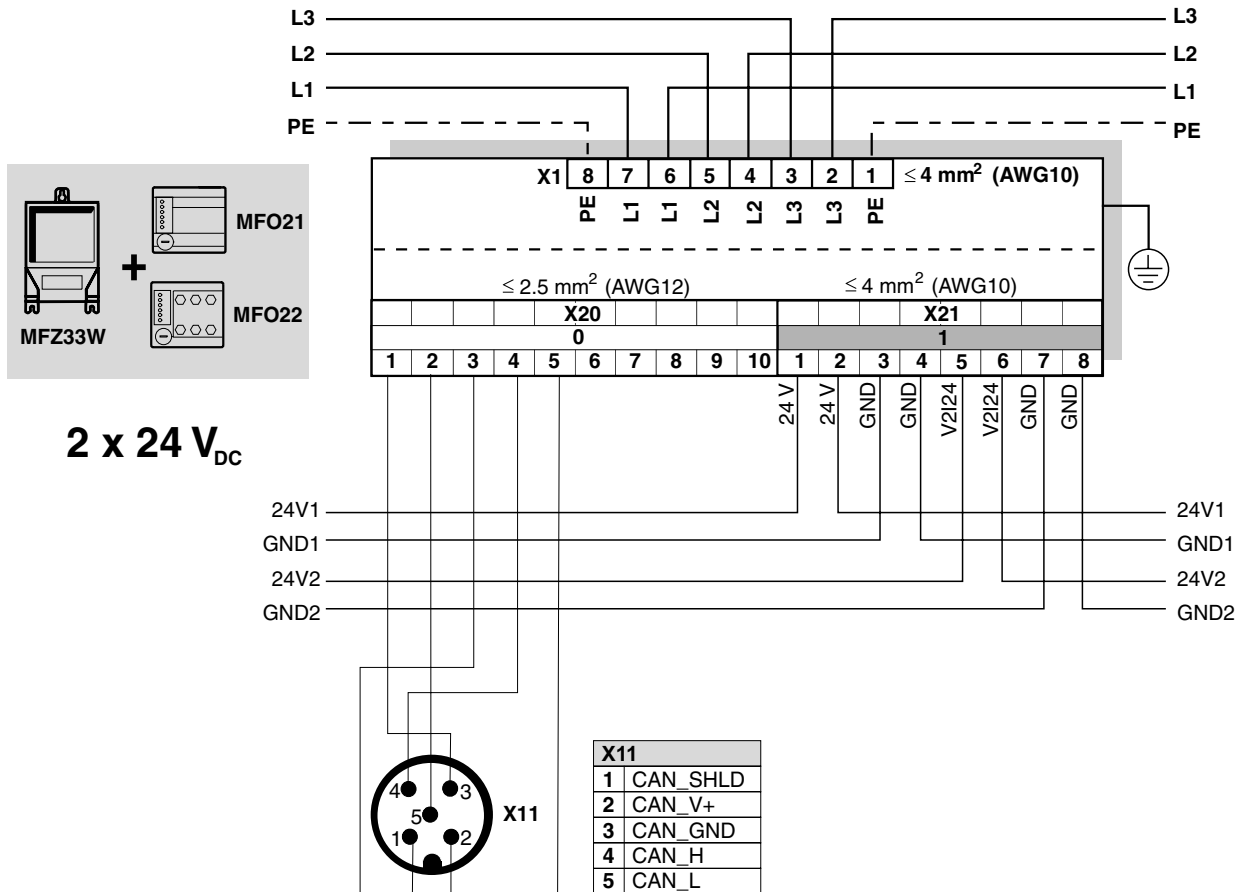 L3 L3
L2 L2
L1 L1
PE PE
X1 8 7 6 5 4 3 2 1 ≤ 4 mm² (AWG10)
PE L1 L1 L2 L2 L3 L3 PE
MFO21
+
MFO22
MFZ33W
≤ 2.5 mm² (AWG12) ≤ 4 mm² (AWG10)
X20 X21
0 1
1 2 3 4 5 6 7 8 9 10 1 2 3 4 5 6 7 8
24 V 24 V GND GND V2I24 V2I24 GND GND
2 x 24 V DC
24V1 24V1
GND1 GND1
24V2 24V2
GND2 GND2
4 3
5
1 2
X11
X11
1 CAN_SHLD
2 CAN_V+
3 CAN_GND
4 CAN_H
5 CAN_L